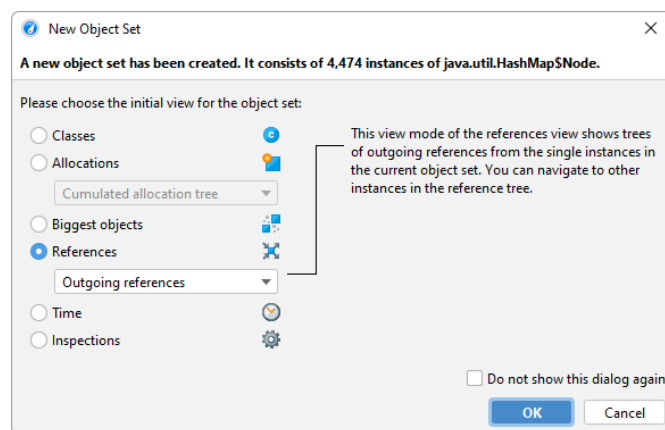 New Object Set
A new object set has been created. It consists of 4,474 instances of java.util.HashMap$Node.
Please choose the initial view for the object set:
Classes
Allocations
Cumulated allocation tree
Biggest objects
References
Outgoing references
Time
Inspections
This view mode of the references view shows trees
of outgoing references from the single instances in
the current object set. You can navigate to other
instances in the reference tree.
Do not show this dialog again
OK
Cancel